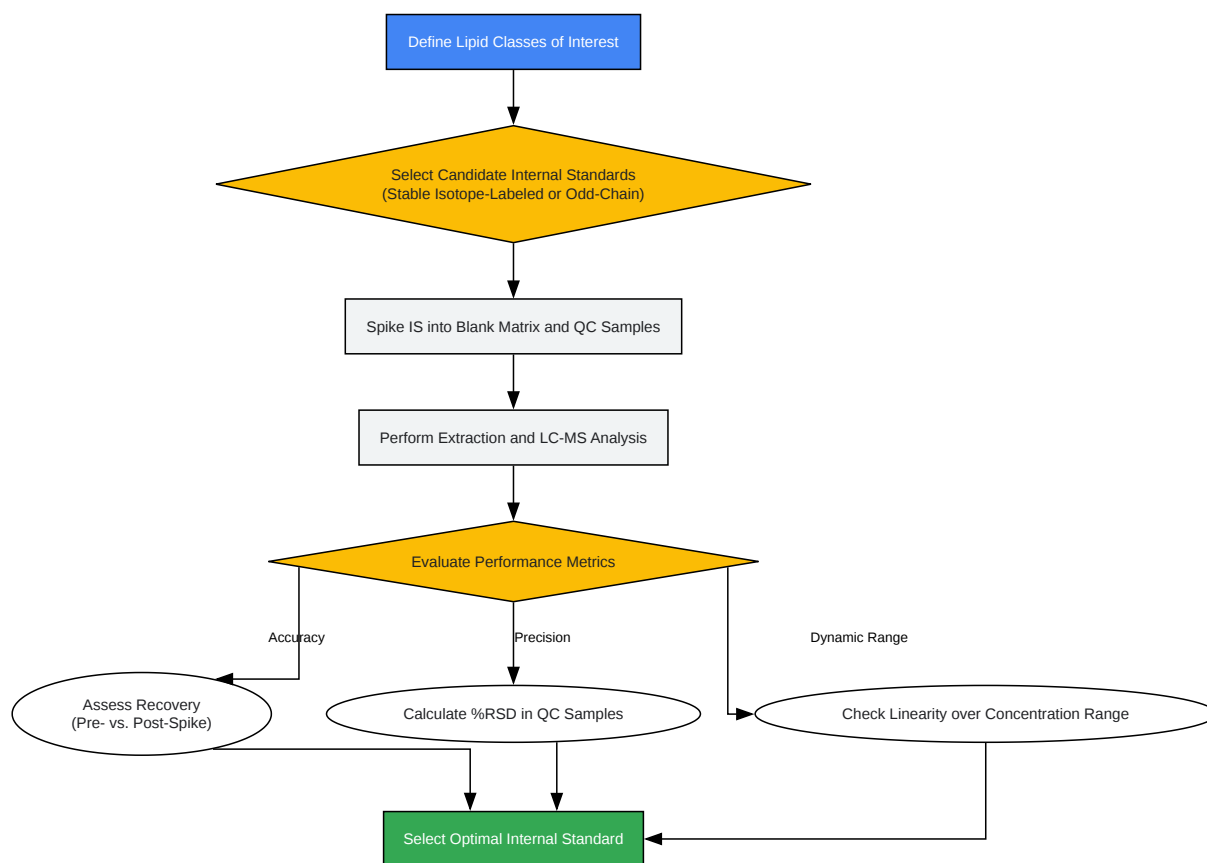 Define Lipid Classes of Interest
Select Candidate Internal Standards
(Stable Isotope-Labeled or Odd-Chain)
Spike IS into Blank Matrix and QC Samples
Perform Extraction and LC-MS Analysis
Evaluate Performance Metrics
Accuracy
Precision
Dynamic Range
Assess Recovery
(Pre- vs. Post-Spike)
Calculate %RSD in QC Samples
Check Linearity over Concentration Range
Select Optimal Internal Standard